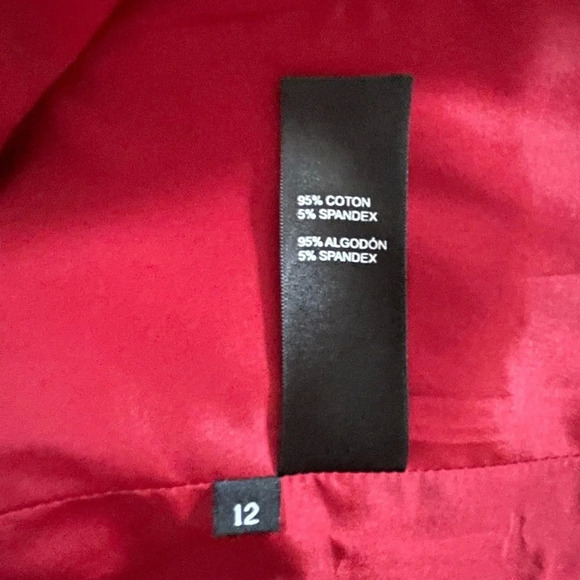 95% COTON
5% SPANDEX
95% ALGODÓN
5% SPANDEX
12